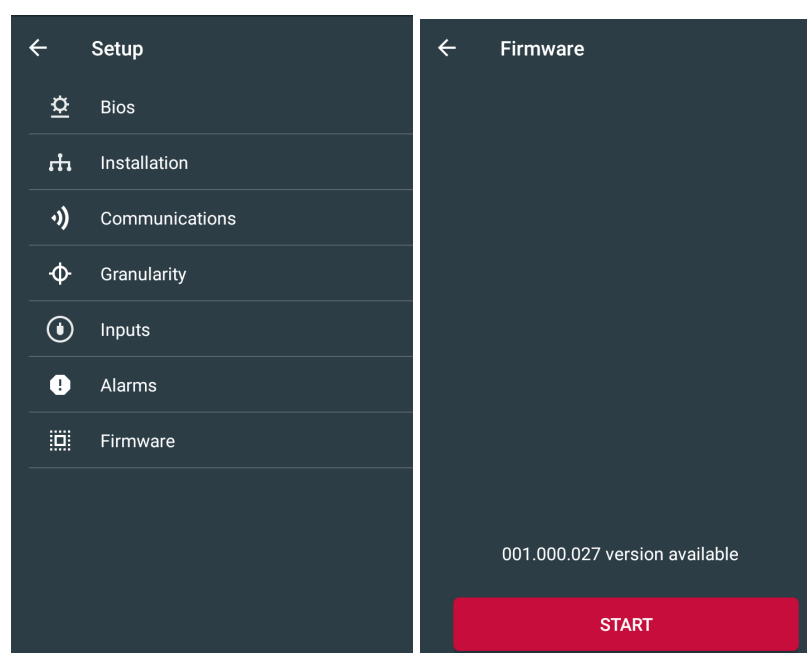 Setup
Bios
Installation
Communications
Granularity
Inputs
Alarms
Firmware
Firmware
001.000.027 version available
START